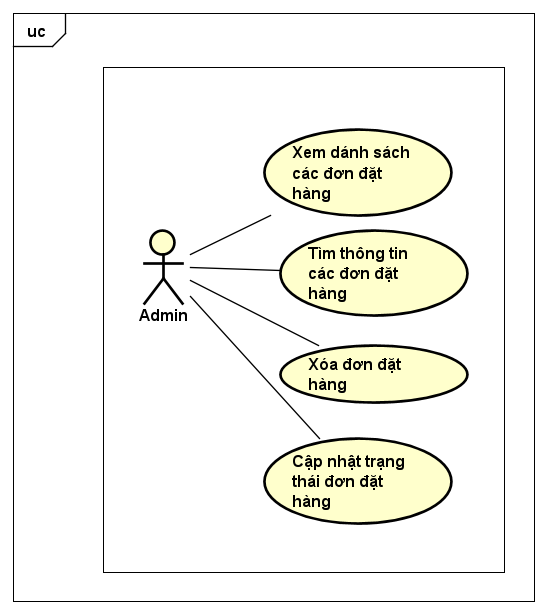 uc
Xem dánh sách
các đơn đặt
hàng
Tìm thông tin
các đơn đặt
hàng
Admin
Xóa đơn đặt
hàng
Cập nhật trạng
thái đơn đặt
hàng